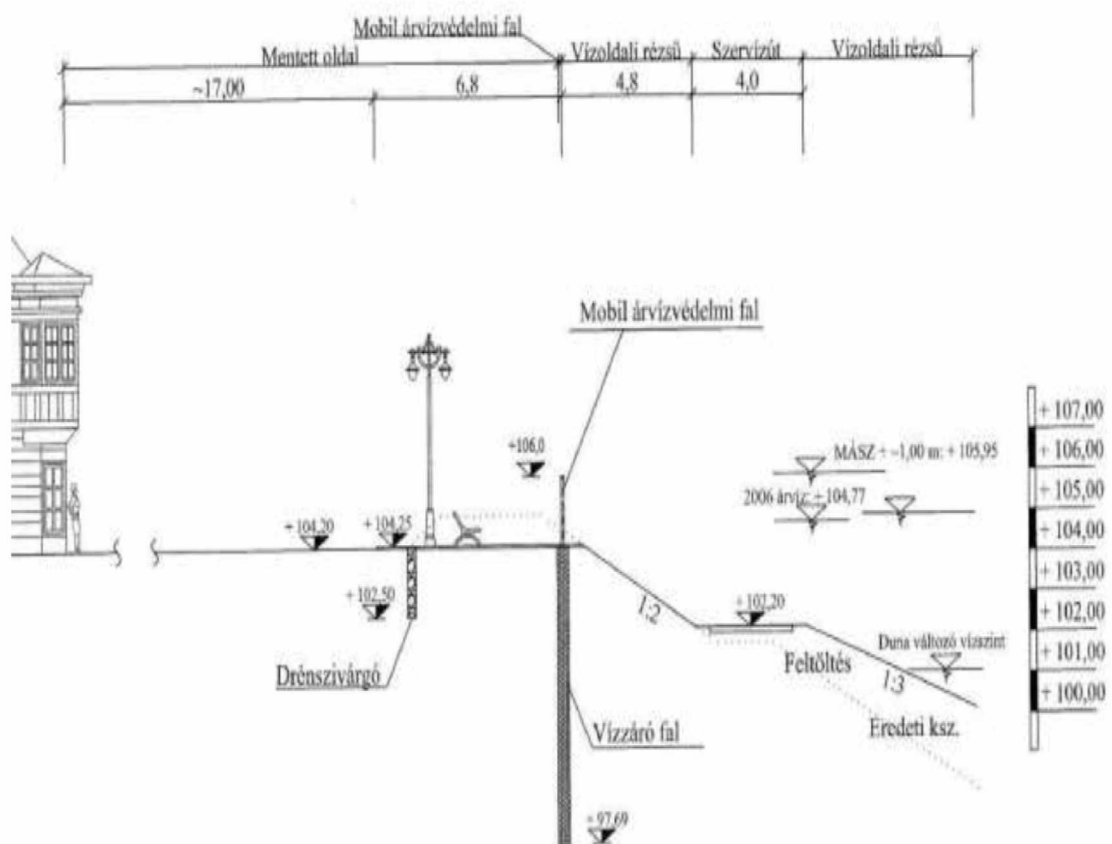 Mobil árvízvédelmi fal
Mentett oldal
Vízoldali rézsű
Szervízút
Vízoldali rézsű
~17,00
6,8
4,8
4,0
Mobil árvízvédelmi fal
+106,0
MÁSZ + ~1,00 m: + 105,95
2006 árvíz: + 104,77
+ 104,20
+ 104,25
+ 102,50
1:2
+ 102,20
Drénszivárgó
Feltöltés
Duna változó vízszint
1:3
Eredeti ksz.
Vízzáró fal
+ 97,69
+ 107,00
+ 106,00
+ 105,00
+ 104,00
+ 103,00
+ 102,00
+ 101,00
+ 100,00